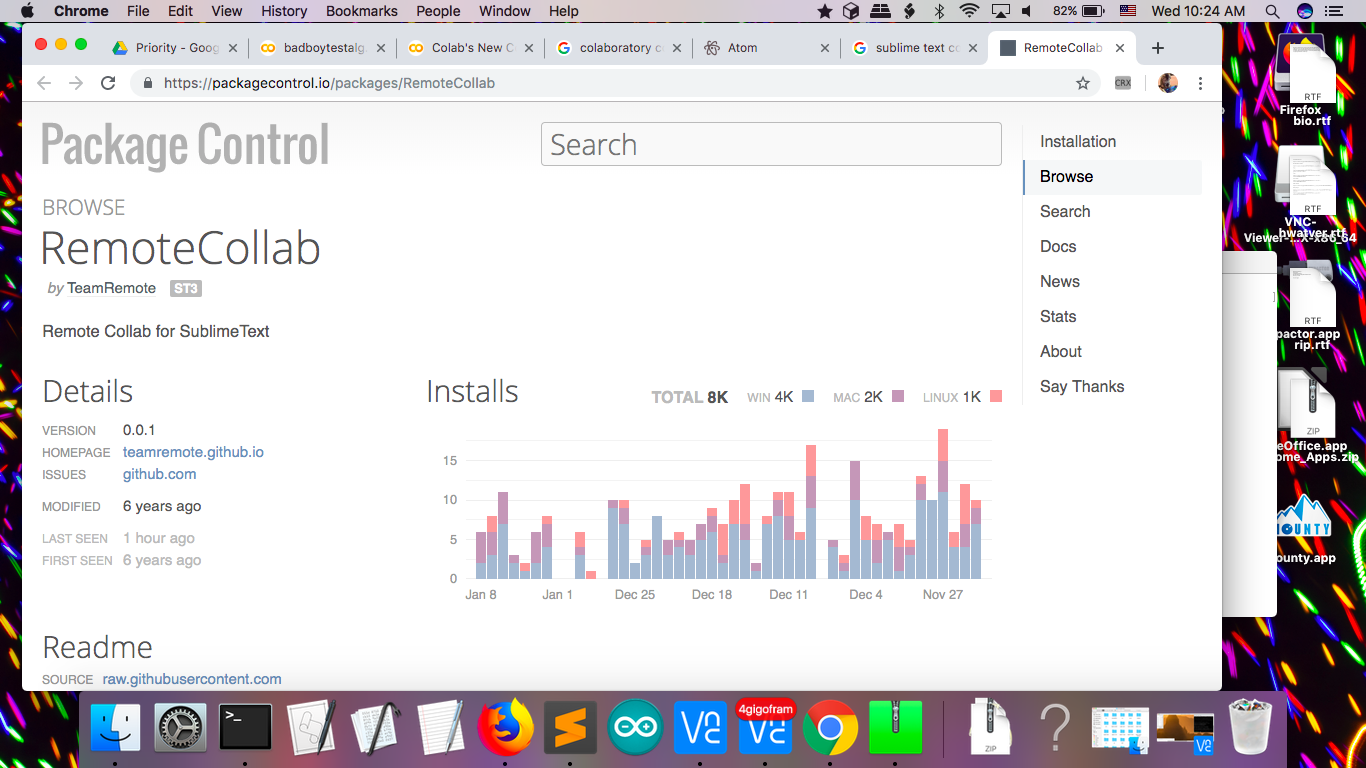 Chrome File Edit View History Bookmarks People Window Help 82% Wed 10:24 AM
Priority - Goog badboytestalg. Colab's New C colaboratory c Atom sublime text co RemoteCollab
https://packagecontrol.io/packages/RemoteCollab CRX
Package Control
Search
Installation
Browse
Search
Docs
News
Stats
About
Say Thanks
BROWSE
RemoteCollab
by TeamRemote ST3
Remote Collab for SublimeText
Details
VERSION 0.0.1
HOMEPAGE teamremote.github.io
ISSUES github.com
MODIFIED 6 years ago
LAST SEEN 1 hour ago
FIRST SEEN 6 years ago
Installs
TOTAL 8K WIN 4K MAC 2K LINUX 1K
15
10
5
0
Jan 8 Jan 1 Dec 25 Dec 18 Dec 11 Dec 4 Nov 27
Readme
SOURCE raw.githubusercontent.com
RTF
Firefox
bio.rtf
RTF
VNC-
hwatver.rtf
Viewer-...X-x86_64
RTF
pactor.app
rip.rtf
ZIP
eOffice.app
ome_Apps.zip
OUNTY
ounty.app
>_
4gigofram
VC
VC
ZIP
?
VC